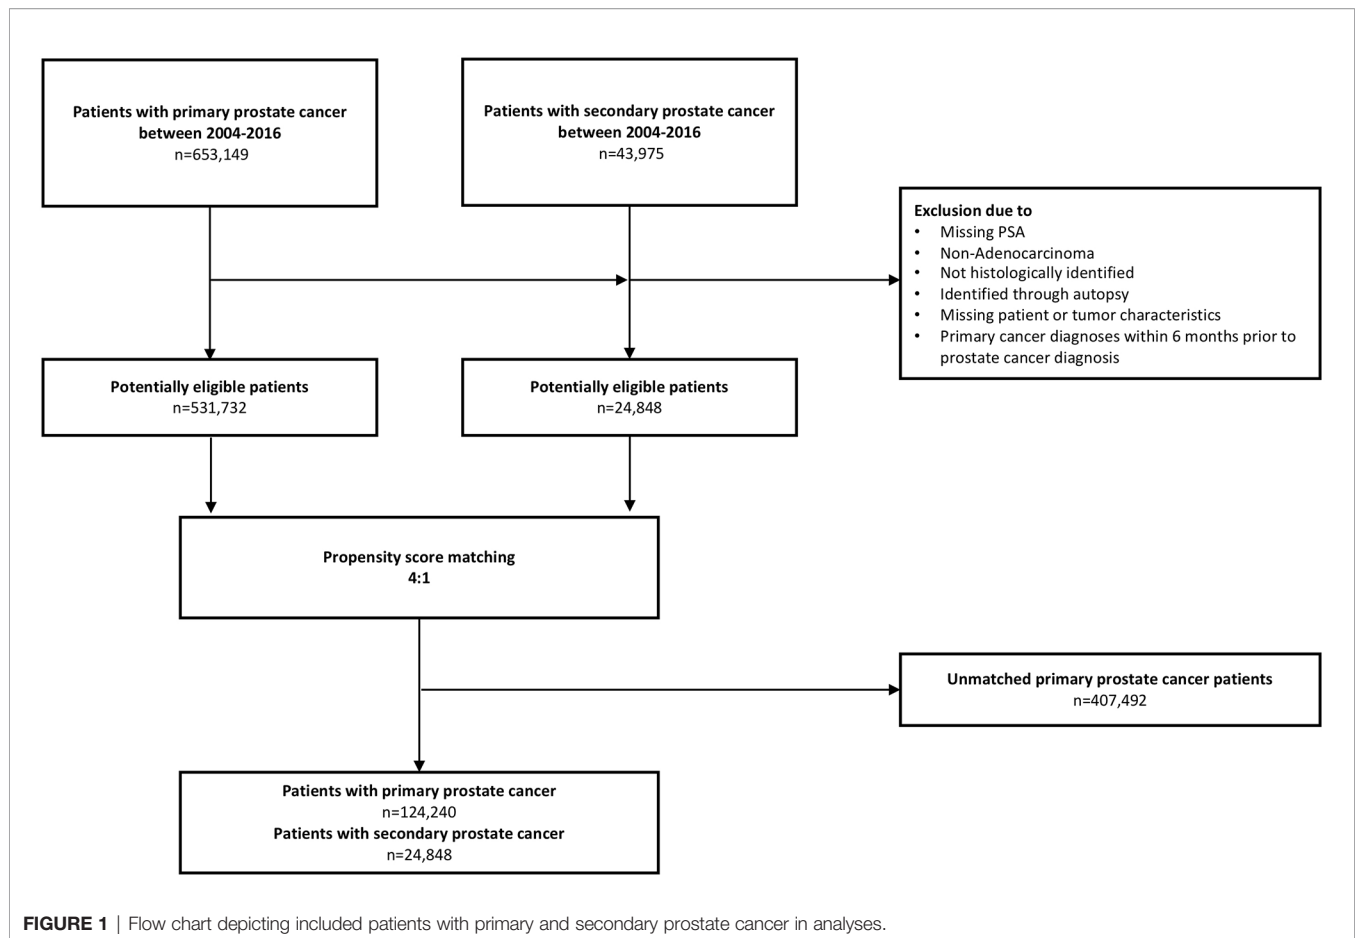 Patients with primary prostate cancer
between 2004-2016
n=653,149
Patients with secondary prostate cancer
between 2004-2016
n=43,975
Exclusion due to
• Missing PSA
• Non-Adenocarcinoma
• Not histologically identified
• Identified through autopsy
• Missing patient or tumor characteristics
• Primary cancer diagnoses within 6 months prior to
prostate cancer diagnosis
Potentially eligible patients
n=531,732
Potentially eligible patients
n=24,848
Propensity score matching
4:1
Unmatched primary prostate cancer patients
n=407,492
Patients with primary prostate cancer
n=124,240
Patients with secondary prostate cancer
n=24,848
FIGURE 1 | Flow chart depicting included patients with primary and secondary prostate cancer in analyses.